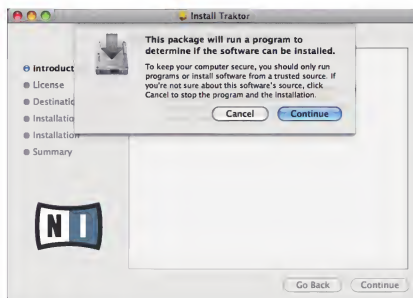 Install Traktor
This package will run a program to
determine if the software can be installed.
To keep your computer secure, you should only run
programs or install software from a trusted source. If
you're not sure about this software's source, click
Cancel to stop the program and the installation.
Cancel
Continue
Introduct
License
Destinatio
Installatio
Installation
Summary
NI
Go Back
Continue